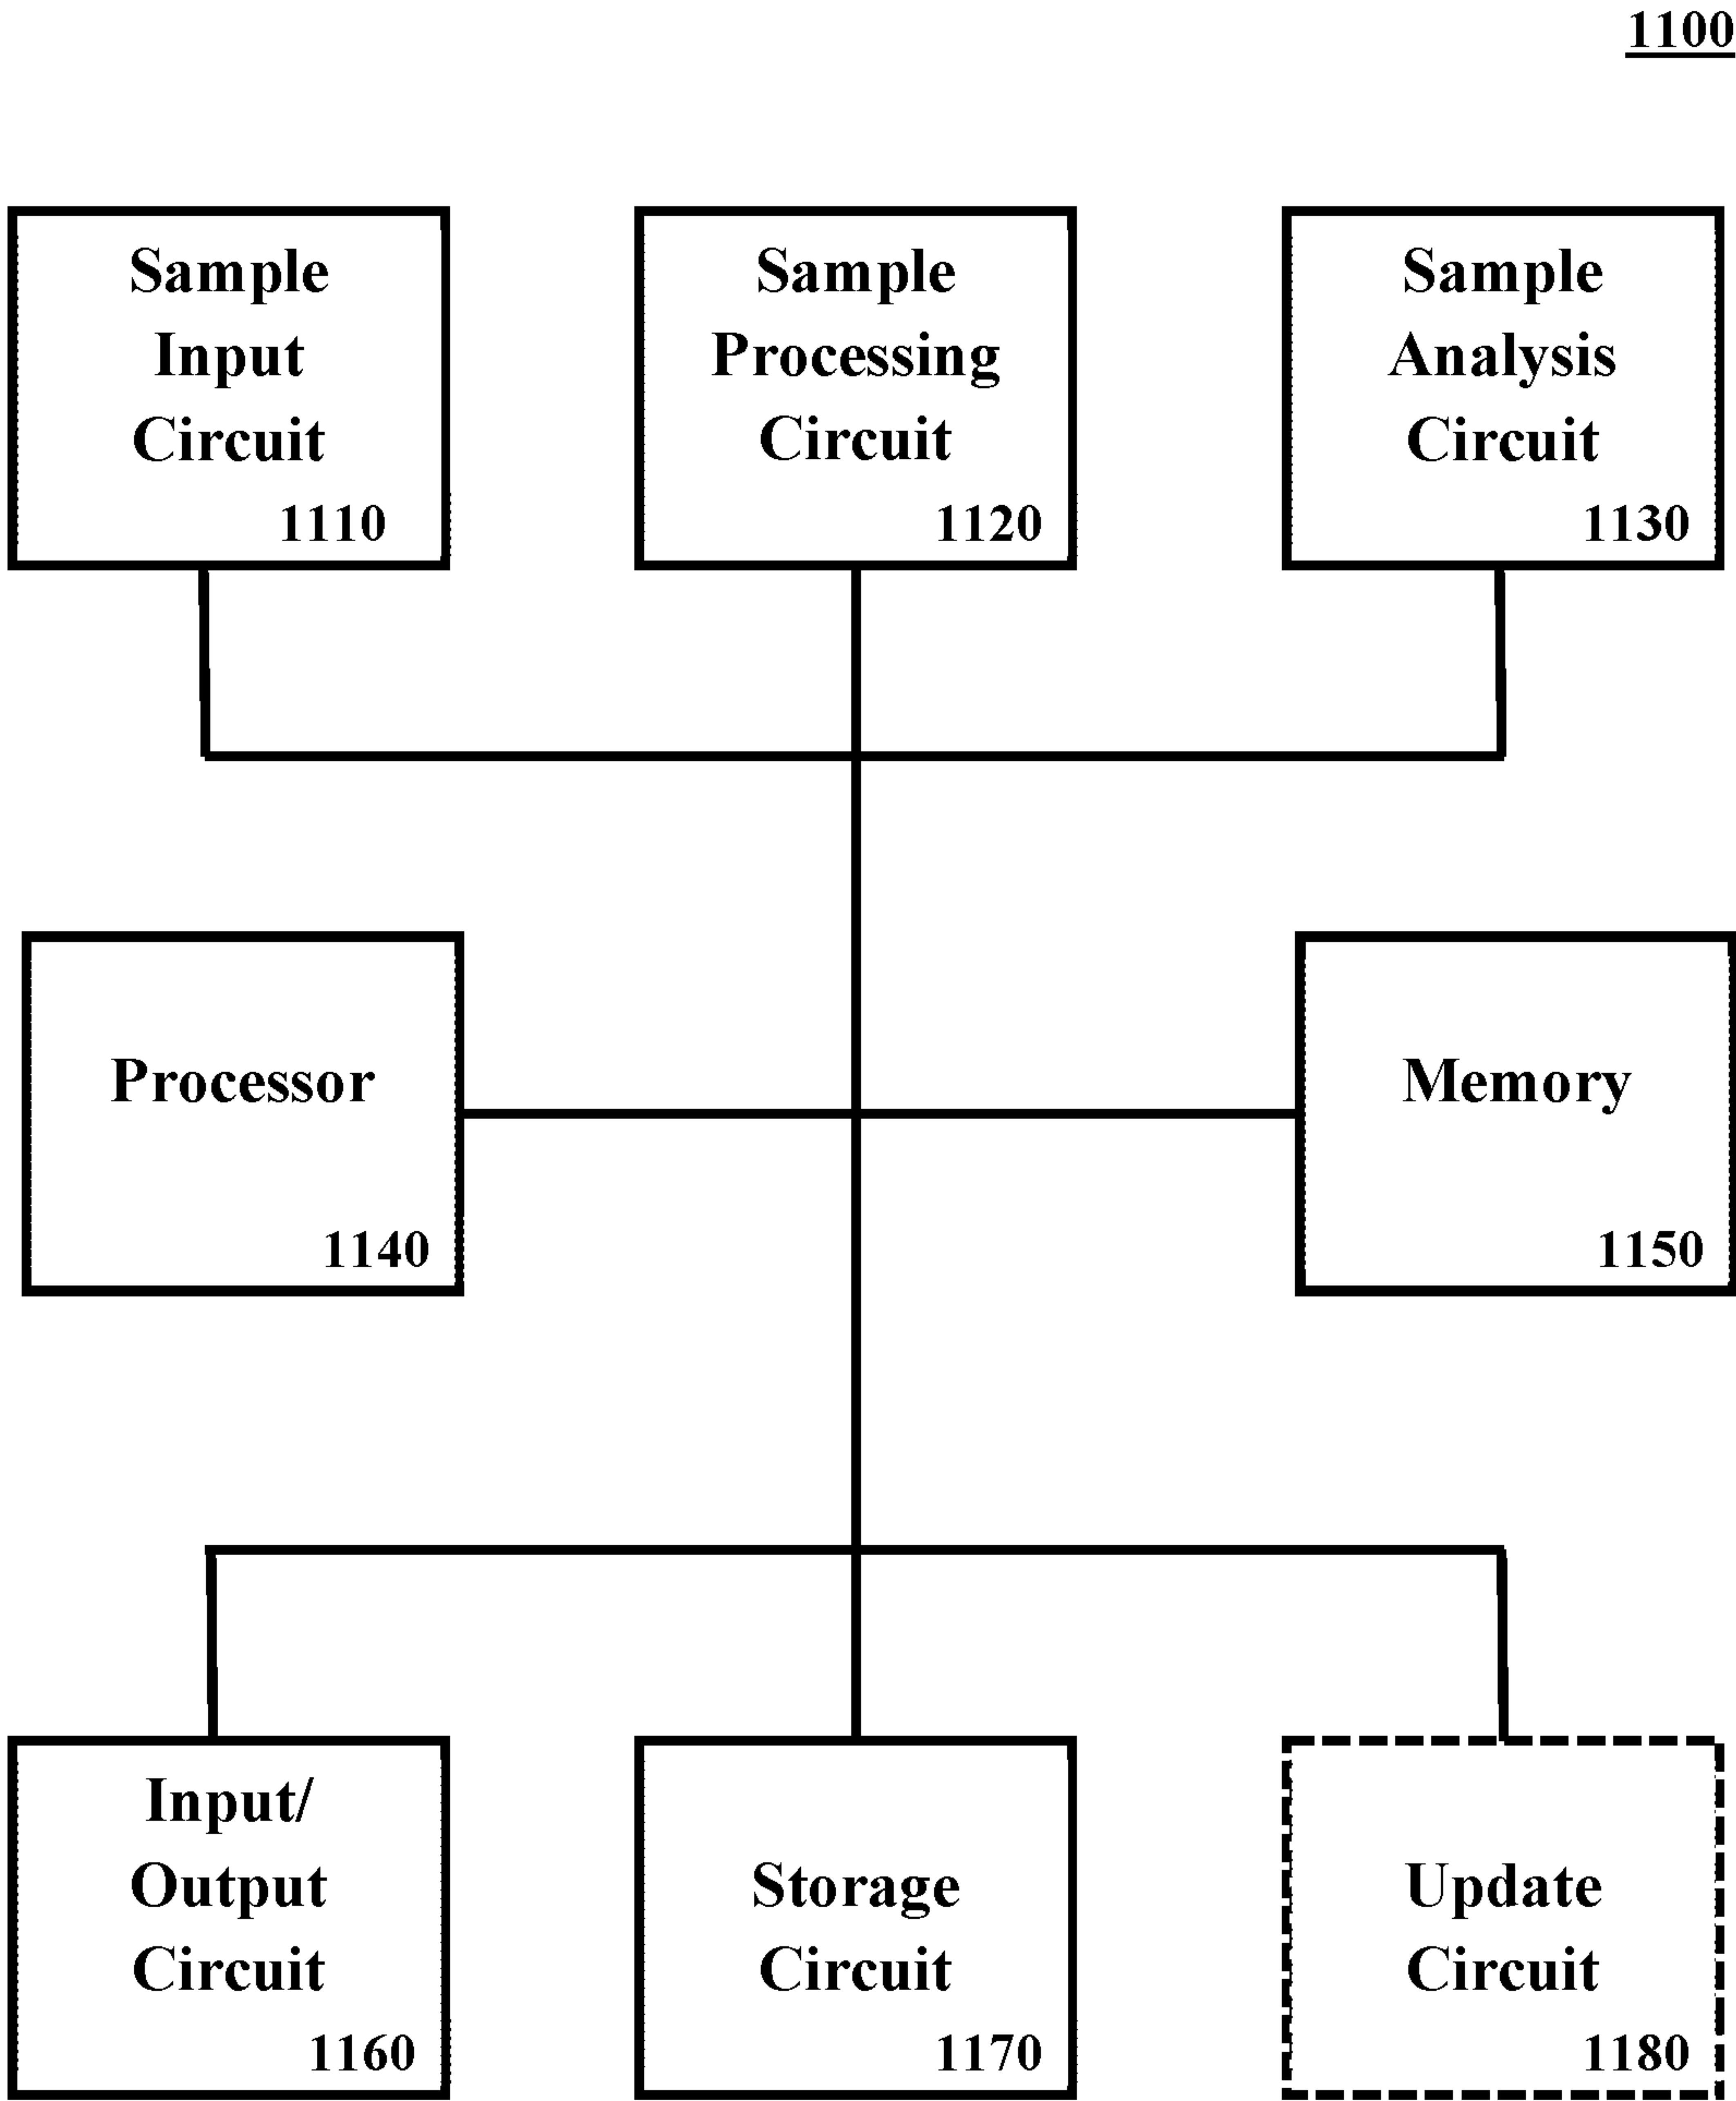 1100
Sample
Input
Circuit
1110
Sample
Processing
Circuit
1120
Sample
Analysis
Circuit
1130
Processor
1140
Memory
1150
Input/
Output
Circuit
1160
Storage
Circuit
1170
Update
Circuit
1180